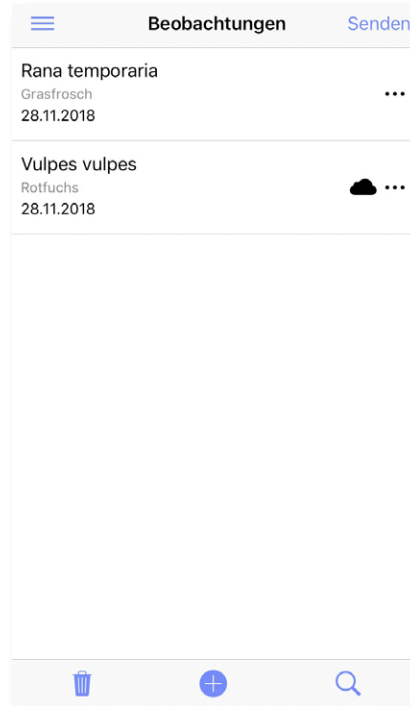 Beobachtungen
Senden
Rana temporaria
Grasfrosch
28.11.2018
Vulpes vulpes
Rotfuchs
28.11.2018